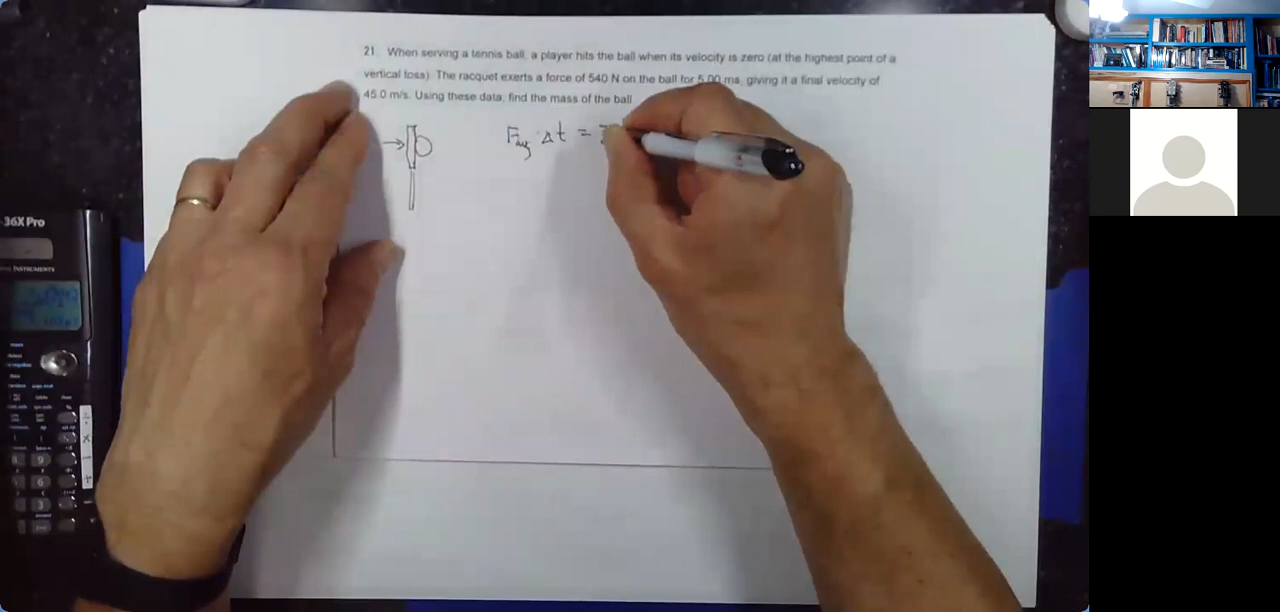 21. When serving a tennis ball, a player hits the ball when its velocity is zero (at the highest point of a
vertical toss). The racquet exerts a force of 540 N on the ball for 5.00 ms, giving it a final velocity of
45.0 m/s. Using these data, find the mass of the ball
Favg Δt =
36X Pro
INSTRUMENTS